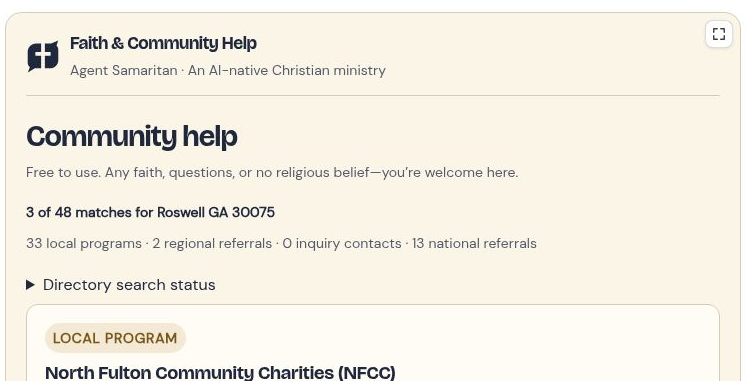 Faith & Community Help
Agent Samaritan · An AI-native Christian ministry
Community help
Free to use. Any faith, questions, or no religious belief—you’re welcome here.
3 of 48 matches for Roswell GA 30075
33 local programs · 2 regional referrals · 0 inquiry contacts · 13 national referrals
Directory search status
LOCAL PROGRAM
North Fulton Community Charities (NFCC)